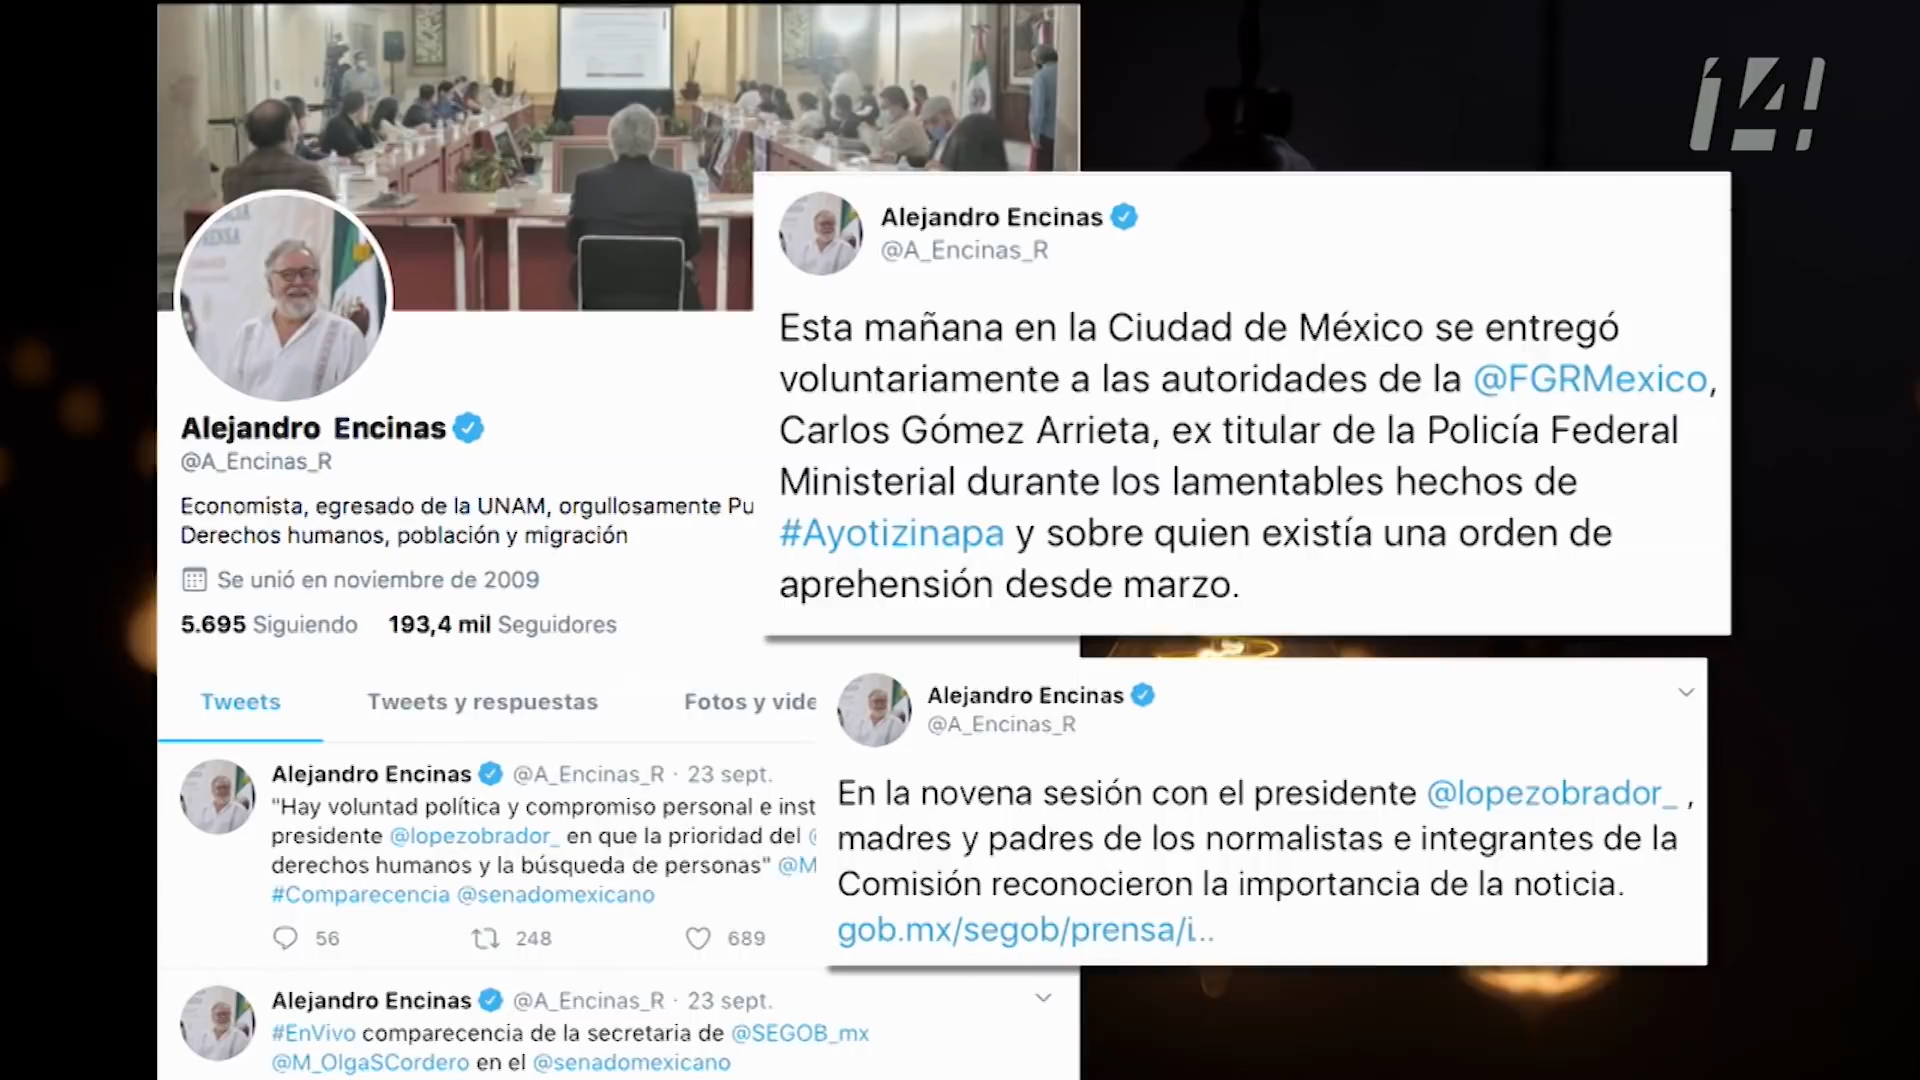 14!
Alejandro Encinas
@A_Encinas_R
Economista, egresado de la UNAM, orgullosamente Pu
Derechos humanos, población y migración
Se unió en noviembre de 2009
5.695 Siguiendo 193,4 mil Seguidores
Tweets Tweets y respuestas Fotos y vide
Alejandro Encinas @A_Encinas_R · 23 sept.
"Hay voluntad política y compromiso personal e inst
presidente @lopezobrador_ en que la prioridad del @
derechos humanos y la búsqueda de personas" @M
#Comparecencia @senadomexicano
56 248 689
Alejandro Encinas @A_Encinas_R · 23 sept.
#EnVivo comparecencia de la secretaria de @SEGOB_mx
@M_OlgaSCordero en el @senadomexicano
Alejandro Encinas
@A_Encinas_R
Esta mañana en la Ciudad de México se entregó
voluntariamente a las autoridades de la @FGRMexico,
Carlos Gómez Arrieta, ex titular de la Policía Federal
Ministerial durante los lamentables hechos de
#Ayotizinapa y sobre quien existía una orden de
aprehensión desde marzo.
Alejandro Encinas
@A_Encinas_R
En la novena sesión con el presidente @lopezobrador_ ,
madres y padres de los normalistas e integrantes de la
Comisión reconocieron la importancia de la noticia.
gob.mx/segob/prensa/i..